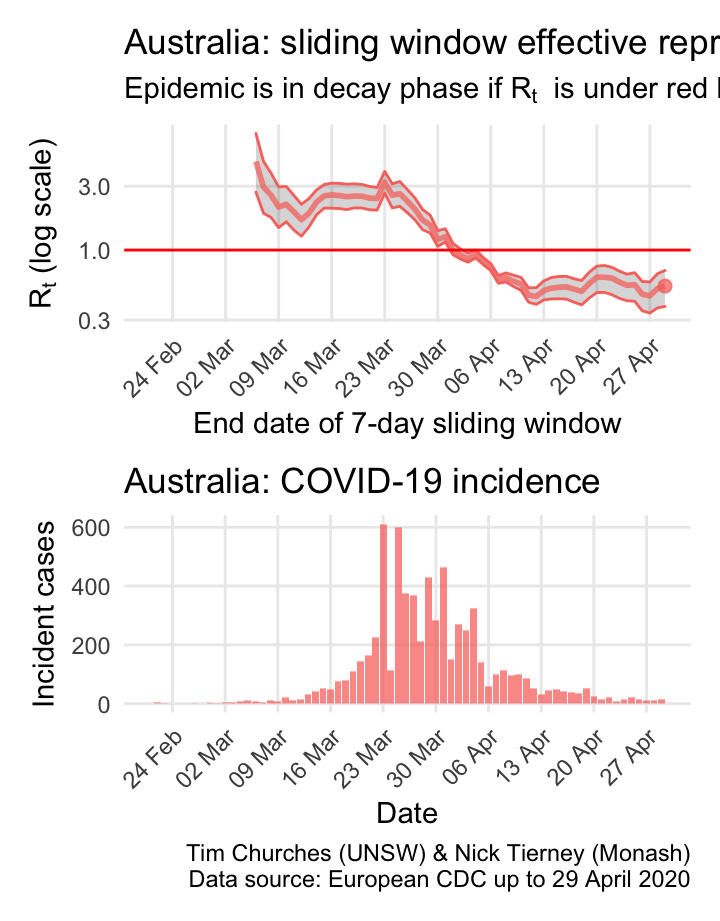 Australia: sliding window effective repr
Epidemic is in decay phase if Rt is under red
Rt (log scale)
3.0
1.0
0.3
24 Feb
02 Mar
09 Mar
16 Mar
23 Mar
30 Mar
06 Apr
13 Apr
20 Apr
27 Apr
End date of 7-day sliding window
Australia: COVID-19 incidence
Incident cases
600
400
200
0
24 Feb
02 Mar
09 Mar
16 Mar
23 Mar
30 Mar
06 Apr
13 Apr
20 Apr
27 Apr
Date
Tim Churches (UNSW) & Nick Tierney (Monash)
Data source: European CDC up to 29 April 2020